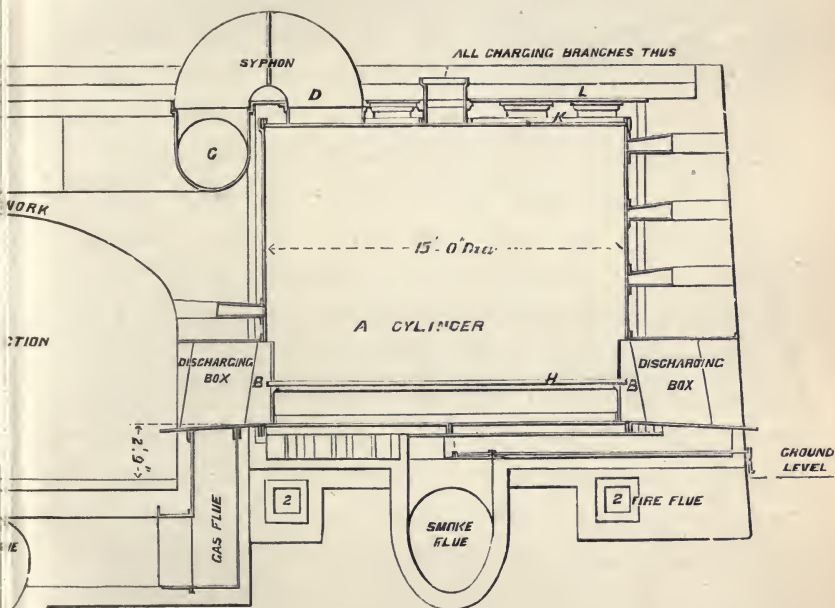 ALL CHARGING BRANCHES THUS
SYPHON
D
L
K
G
WORK
15'-0" Dia
A CYLINDER
CTION
DISCHARGING
BOX
B
H
B
DISCHARGING
BOX
2'.9"
GROUND
LEVEL
GAS FLUE
2
SMOKE
FLUE
2
FIRE FLUE